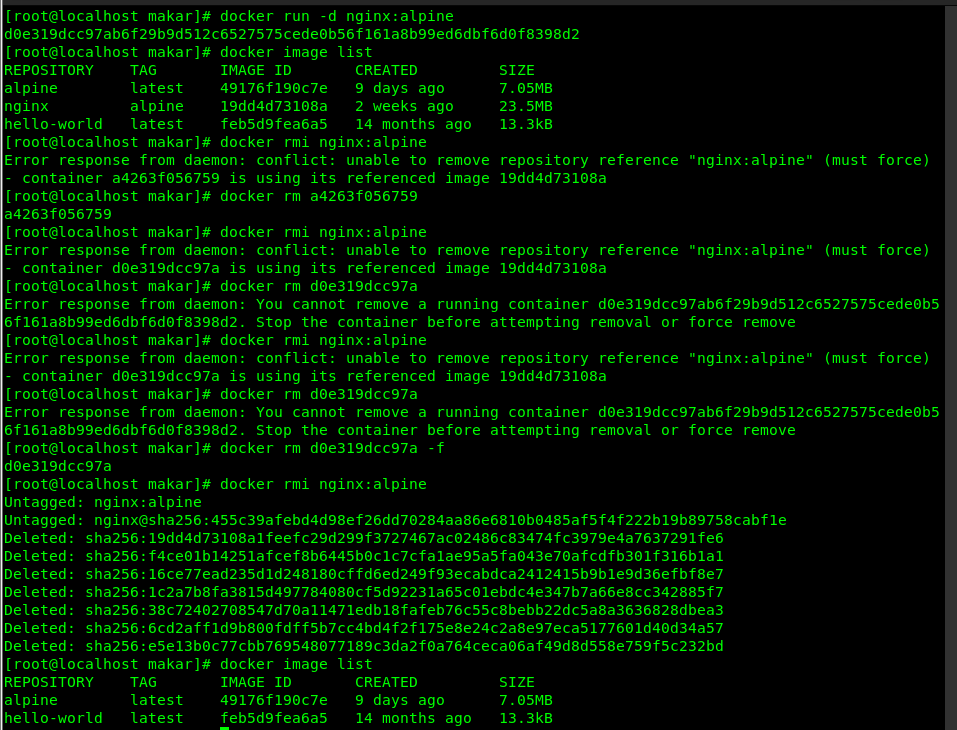 [root@localhost makar]# docker run -d nginx:alpine
d0e319dcc97ab6f29b9d512c6527575cede0b56f161a8b99ed6dbf6d0f8398d2
[root@localhost makar]# docker image list
REPOSITORY    TAG       IMAGE ID       CREATED         SIZE
alpine        latest    49176f190c7e   9 days ago      7.05MB
nginx         alpine    19dd4d73108a   2 weeks ago     23.5MB
hello-world   latest    feb5d9fea6a5   14 months ago   13.3kB
[root@localhost makar]# docker rmi nginx:alpine
Error response from daemon: conflict: unable to remove repository reference "nginx:alpine" (must force)
- container a4263f056759 is using its referenced image 19dd4d73108a
[root@localhost makar]# docker rm a4263f056759
a4263f056759
[root@localhost makar]# docker rmi nginx:alpine
Error response from daemon: conflict: unable to remove repository reference "nginx:alpine" (must force)
- container d0e319dcc97a is using its referenced image 19dd4d73108a
[root@localhost makar]# docker rm d0e319dcc97a
Error response from daemon: You cannot remove a running container d0e319dcc97ab6f29b9d512c6527575cede0b5
6f161a8b99ed6dbf6d0f8398d2. Stop the container before attempting removal or force remove
[root@localhost makar]# docker rmi nginx:alpine
Error response from daemon: conflict: unable to remove repository reference "nginx:alpine" (must force)
- container d0e319dcc97a is using its referenced image 19dd4d73108a
[root@localhost makar]# docker rm d0e319dcc97a
Error response from daemon: You cannot remove a running container d0e319dcc97ab6f29b9d512c6527575cede0b5
6f161a8b99ed6dbf6d0f8398d2. Stop the container before attempting removal or force remove
[root@localhost makar]# docker rm d0e319dcc97a -f
d0e319dcc97a
[root@localhost makar]# docker rmi nginx:alpine
Untagged: nginx:alpine
Untagged: nginx@sha256:455c39afebd4d98ef26dd70284aa86e6810b0485af5f4f222b19b89758cabf1e
Deleted: sha256:19dd4d73108a1feefc29d299f3727467ac02486c83474fc3979e4a7637291fe6
Deleted: sha256:f4ce01b14251afcef8b6445b0c1c7cfa1ae95a5fa043e70afcdfb301f316b1a1
Deleted: sha256:16ce77ead235d1d248180cffd6ed249f93ecabdca2412415b9b1e9d36efbf8e7
Deleted: sha256:1c2a7b8fa3815d497784080cf5d92231a65c01ebdc4e347b7a66e8cc342885f7
Deleted: sha256:38c72402708547d70a11471edb18fafeb76c55c8bebb22dc5a8a3636828dbea3
Deleted: sha256:6cd2aff1d9b800fdff5b7cc4bd4f2f175e8e24c2a8e97eca5177601d40d34a57
Deleted: sha256:e5e13b0c77cbb769548077189c3da2f0a764ceca06af49d8d558e759f5c232bd
[root@localhost makar]# docker image list
REPOSITORY    TAG       IMAGE ID       CREATED         SIZE
alpine        latest    49176f190c7e   9 days ago      7.05MB
hello-world   latest    feb5d9fea6a5   14 months ago   13.3kB